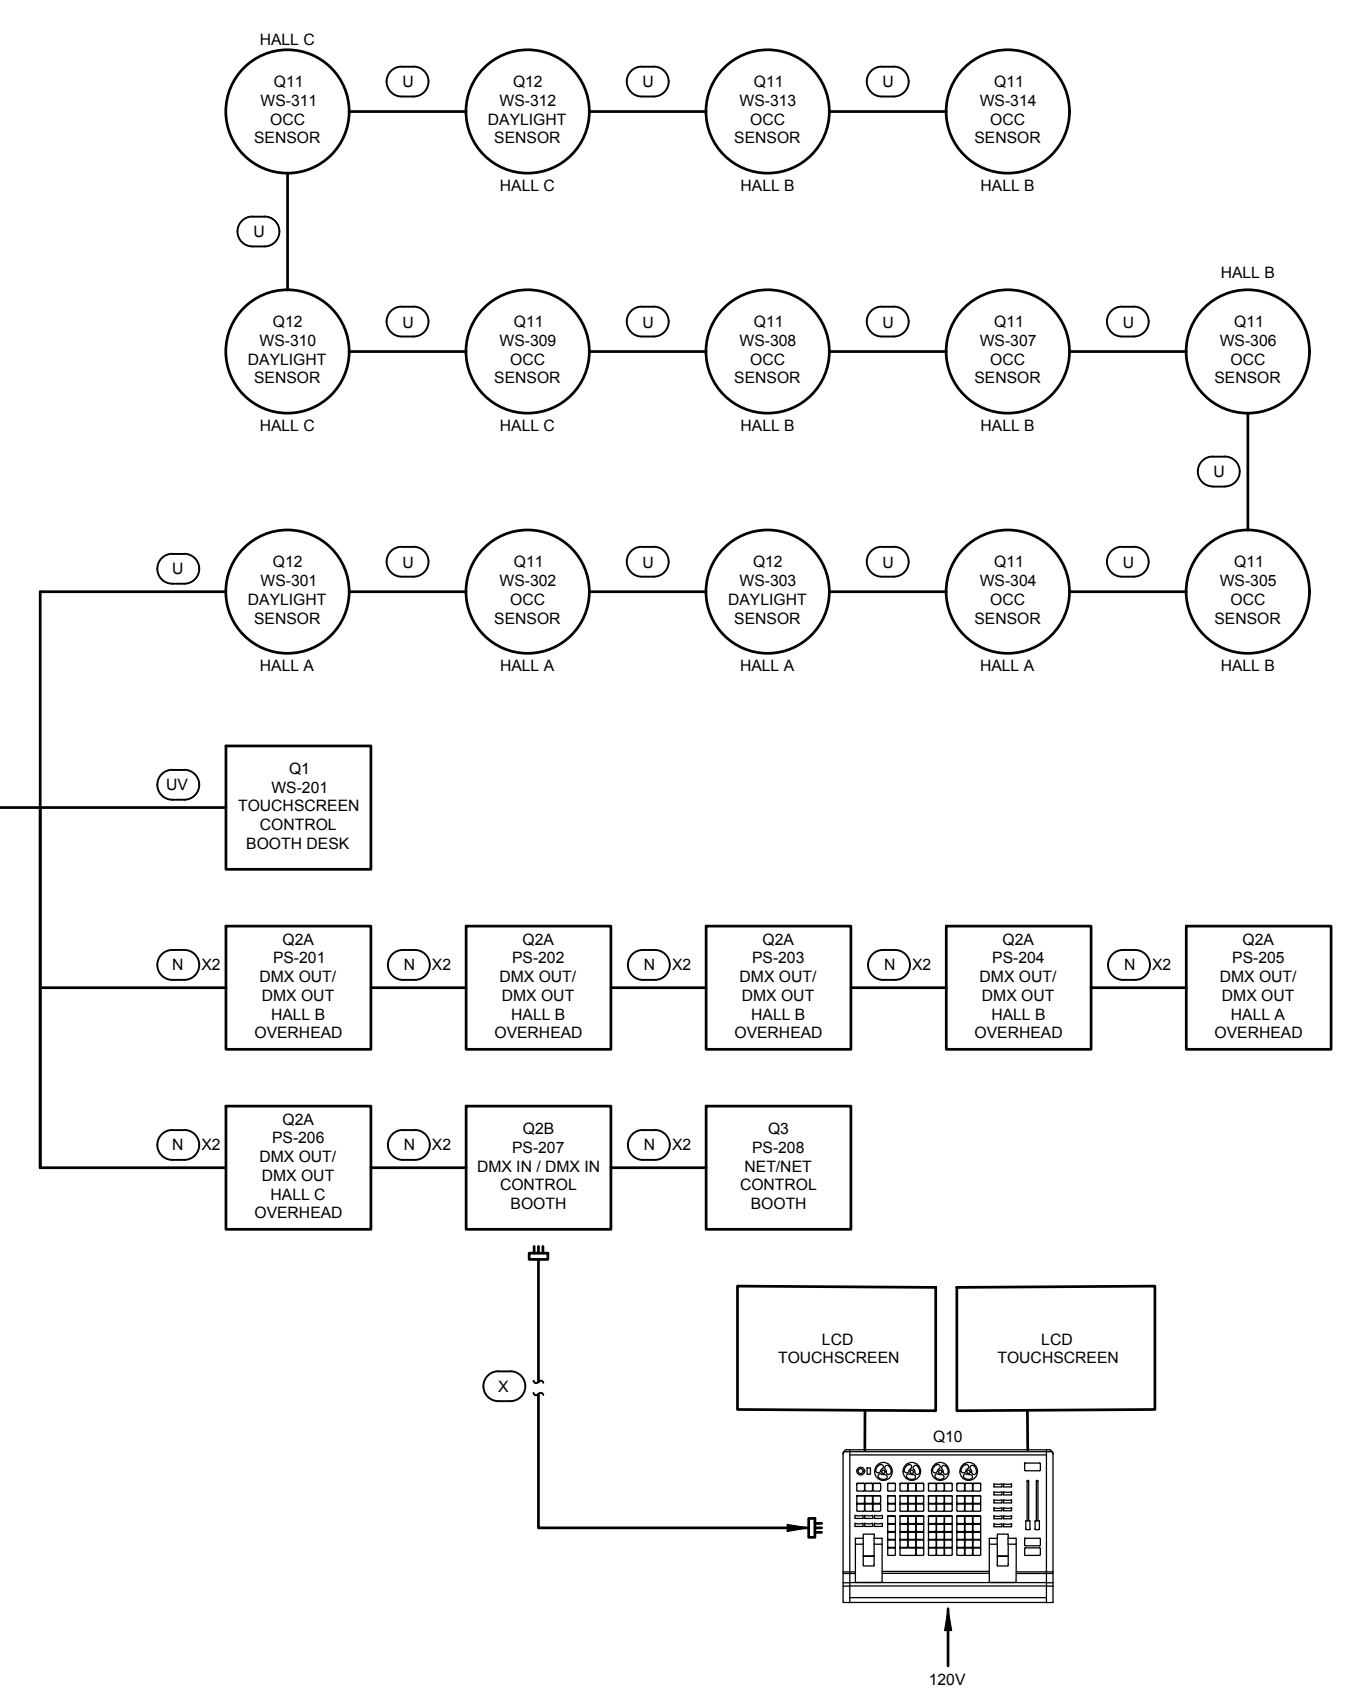 HALL C
Q11
WS-311
OCC
SENSOR
U
Q12
WS-312
DAYLIGHT
SENSOR
HALL C
U
Q11
WS-313
OCC
SENSOR
HALL B
U
Q11
WS-314
OCC
SENSOR
HALL B
U
Q12
WS-310
DAYLIGHT
SENSOR
HALL C
U
Q11
WS-309
OCC
SENSOR
HALL C
U
Q11
WS-308
OCC
SENSOR
HALL B
U
Q11
WS-307
OCC
SENSOR
HALL B
U
HALL B
Q11
WS-306
OCC
SENSOR
U
U
Q12
WS-301
DAYLIGHT
SENSOR
HALL A
U
Q11
WS-302
OCC
SENSOR
HALL A
U
Q12
WS-303
DAYLIGHT
SENSOR
HALL A
U
Q11
WS-304
OCC
SENSOR
HALL A
U
Q11
WS-305
OCC
SENSOR
HALL B
UV
Q1
WS-201
TOUCHSCREEN
CONTROL
BOOTH DESK
N X2
Q2A
PS-201
DMX OUT/
DMX OUT
HALL B
OVERHEAD
N X2
Q2A
PS-202
DMX OUT/
DMX OUT
HALL B
OVERHEAD
N X2
Q2A
PS-203
DMX OUT/
DMX OUT
HALL B
OVERHEAD
N X2
Q2A
PS-204
DMX OUT/
DMX OUT
HALL B
OVERHEAD
N X2
Q2A
PS-205
DMX OUT/
DMX OUT
HALL A
OVERHEAD
N X2
Q2A
PS-206
DMX OUT/
DMX OUT
HALL C
OVERHEAD
N X2
Q2B
PS-207
DMX IN / DMX IN
CONTROL
BOOTH
N X2
Q3
PS-208
NET/NET
CONTROL
BOOTH
X
LCD
TOUCHSCREEN
LCD
TOUCHSCREEN
Q10
120V